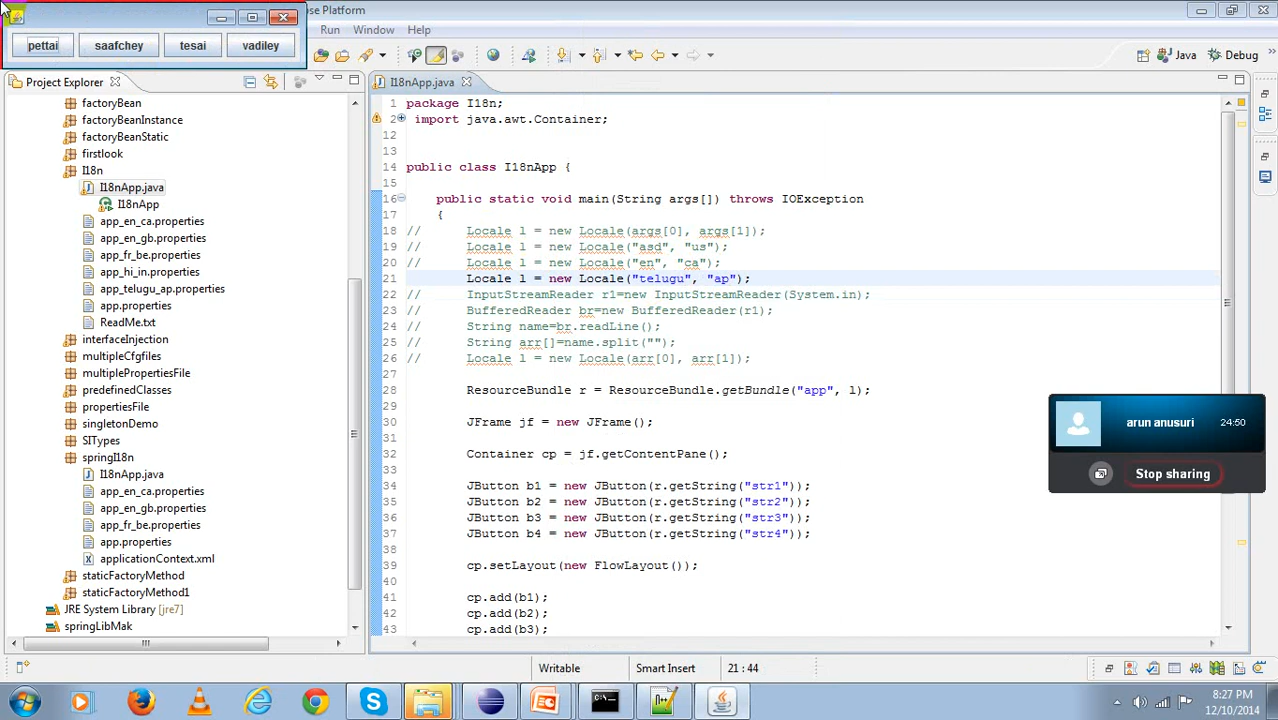 se Platform
pettai saafchey tesai vadiley
Run Window Help
Java Debug
Project Explorer
factoryBean
factoryBeanInstance
factoryBeanStatic
firstlook
I18n
I18nApp.java
I18nApp
app_en_ca.properties
app_en_gb.properties
app_fr_be.properties
app_hi_in.properties
app_telugu_ap.properties
app.properties
ReadMe.txt
interfaceInjection
multipleCfgfiles
multiplePropertiesFile
predefinedClasses
propertiesFile
singletonDemo
SITypes
springI18n
I18nApp.java
app_en_ca.properties
app_en_gb.properties
app_fr_be.properties
app.properties
applicationContext.xml
staticFactoryMethod
staticFactoryMethod1
JRE System Library [jre7]
springLibMak
I18nApp.java
1 package I18n;
2 import java.awt.Container;
12
13
14 public class I18nApp {
15
16 public static void main(String args[]) throws IOException
17 {
18 // Locale l = new Locale(args[0], args[1]);
19 // Locale l = new Locale("asd", "us");
20 // Locale l = new Locale("en", "ca");
21 Locale l = new Locale("telugu", "ap");
22 // InputStreamReader r1=new InputStreamReader(System.in);
23 // BufferedReader br=new BufferedReader(r1);
24 // String name=br.readLine();
25 // String arr[]=name.split("");
26 // Locale l = new Locale(arr[0], arr[1]);
27
28 ResourceBundle r = ResourceBundle.getBundle("app", l);
29
30 JFrame jf = new JFrame();
31
32 Container cp = jf.getContentPane();
33
34 JButton b1 = new JButton(r.getString("str1"));
35 JButton b2 = new JButton(r.getString("str2"));
36 JButton b3 = new JButton(r.getString("str3"));
37 JButton b4 = new JButton(r.getString("str4"));
38
39 cp.setLayout(new FlowLayout());
40
41 cp.add(b1);
42 cp.add(b2);
43 cp.add(b3);
arun anusuri 24:50
Stop sharing
Writable Smart Insert 21 : 44
8:27 PM
12/10/2014